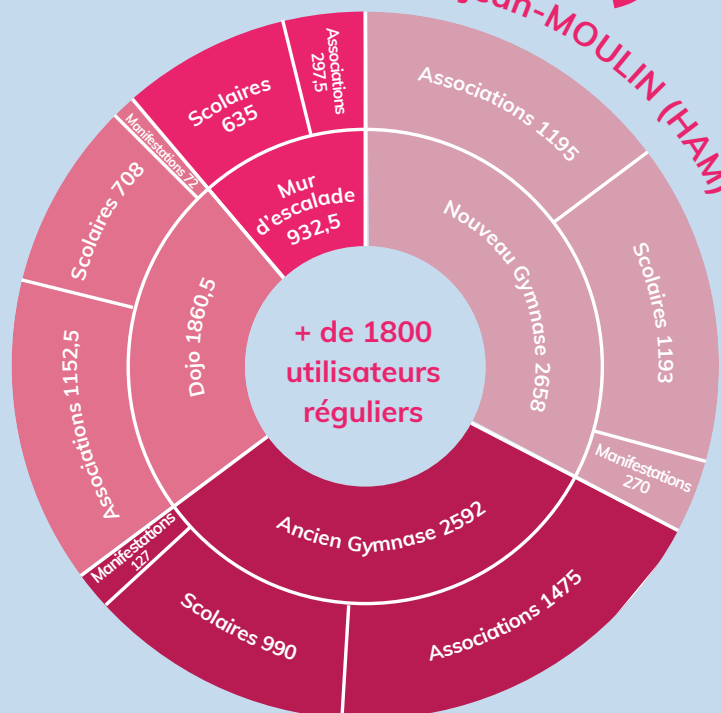 Jean-MOULIN (HAM)
Associations
297,5
Scolaires
635
Mur
d'escalade
932,5
Associations 1195
Nouveau Gymnase 2658
Scolaires 1193
Manifestations
270
Manifestations 72
Scolaires 708
Dojo 1860,5
Associations 1152,5
+ de 1800
utilisateurs
réguliers
Ancien Gymnase 2592
Manifestations
127
Scolaires 990
Associations 1475